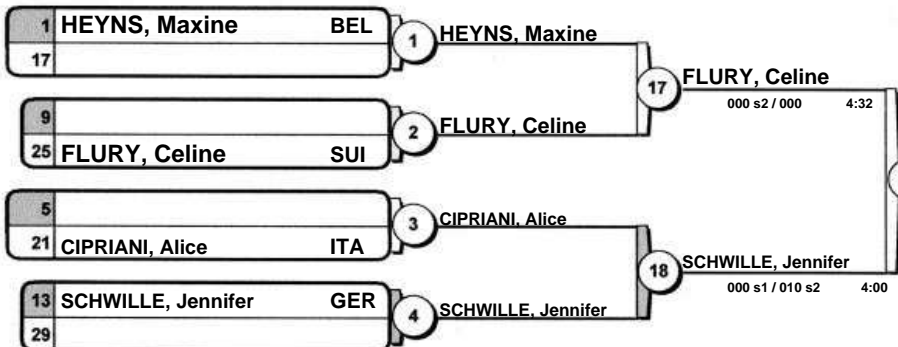 1 HEYNS, Maxine BEL
17
1 HEYNS, Maxine
9
25 FLURY, Celine SUI
2 FLURY, Celine
17 FLURY, Celine
000 s2 / 000 4:32
5
21 CIPRIANI, Alice ITA
3 CIPRIANI, Alice
13 SCHWILLE, Jennifer GER
29
4 SCHWILLE, Jennifer
18 SCHWILLE, Jennifer
000 s1 / 010 s2 4:00